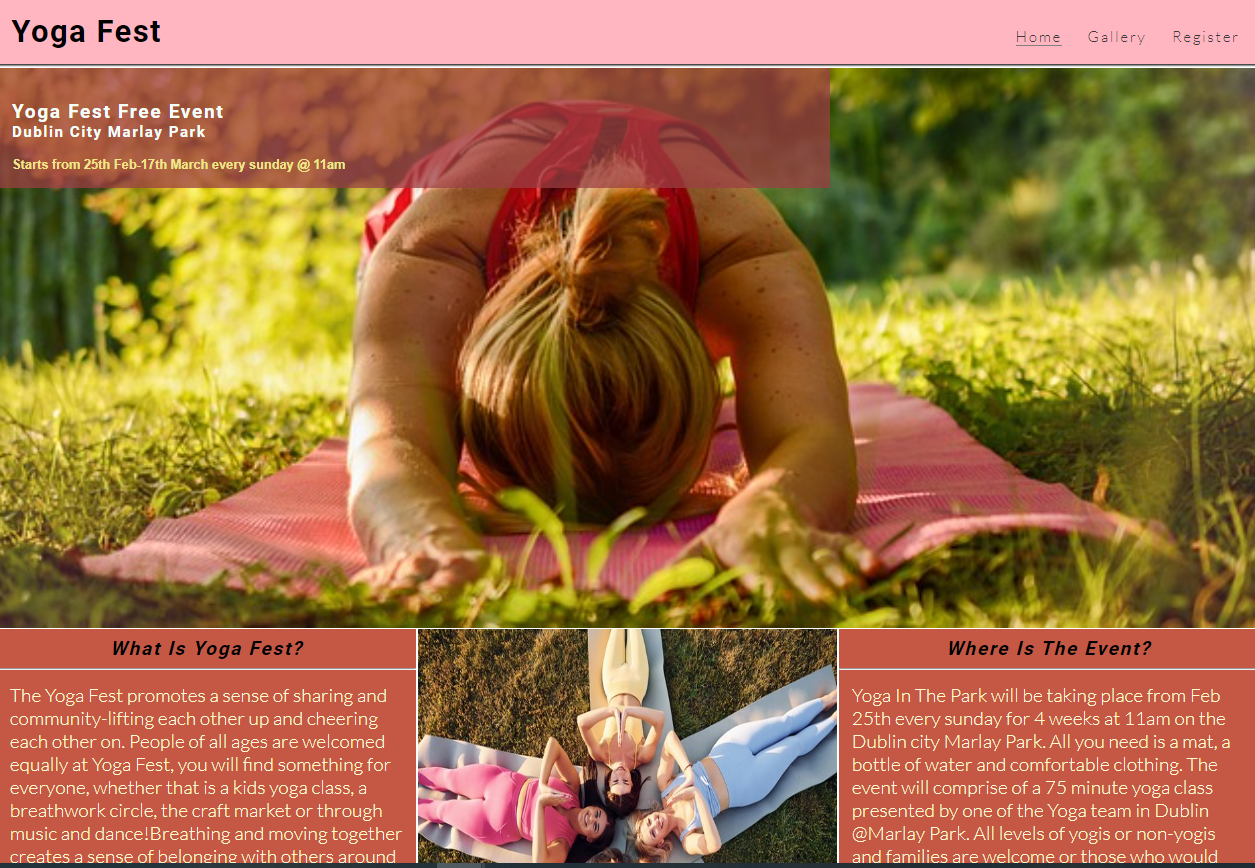 Yoga Fest
Home Gallery Register
Yoga Fest Free Event
Dublin City Marlay Park
Starts from 25th Feb-17th March every sunday @ 11am
What Is Yoga Fest?
The Yoga Fest promotes a sense of sharing and
community-lifting each other up and cheering
each other on. People of all ages are welcomed
equally at Yoga Fest, you will find something for
everyone, whether that is a kids yoga class, a
breathwork circle, the craft market or through
music and dance!Breathing and moving together
creates a sense of belonging with others around
Where Is The Event?
Yoga In The Park will be taking place from Feb
25th every sunday for 4 weeks at 11am on the
Dublin city Marlay Park. All you need is a mat, a
bottle of water and comfortable clothing. The
event will comprise of a 75 minute yoga class
presented by one of the Yoga team in Dublin
@Marlay Park. All levels of yogis or non-yogis
and families are welcome or those who would